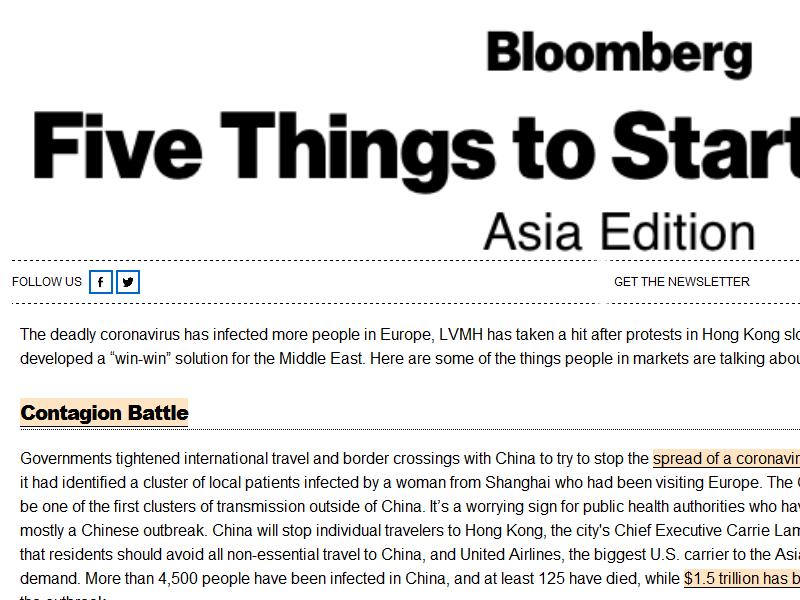 Bloomberg
Five Things to Start
Asia Edition
FOLLOW US
GET THE NEWSLETTER
The deadly coronavirus has infected more people in Europe, LVMH has taken a hit after protests in Hong Kong
developed a “win-win” solution for the Middle East. Here are some of the things people in markets are talking
Contagion Battle
Governments tightened international travel and border crossings with China to try to stop the spread of a
it had identified a cluster of local patients infected by a woman from Shanghai who had been visiting Europe. The
be one of the first clusters of transmission outside of China. It’s a worrying sign for public health authorities who
mostly a Chinese outbreak. China will stop individual travelers to Hong Kong, the city's Chief Executive Carrie
that residents should avoid all non-essential travel to China, and United Airlines, the biggest U.S. carrier to the
demand. More than 4,500 people have been infected in China, and at least 125 have died, while $1.5 trillion has